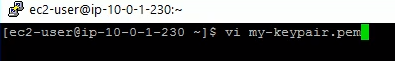 ec2-user@ip-10-0-1-230:~
[ec2-user@ip-10-0-1-230 ~]$ vi my-keypair.pem